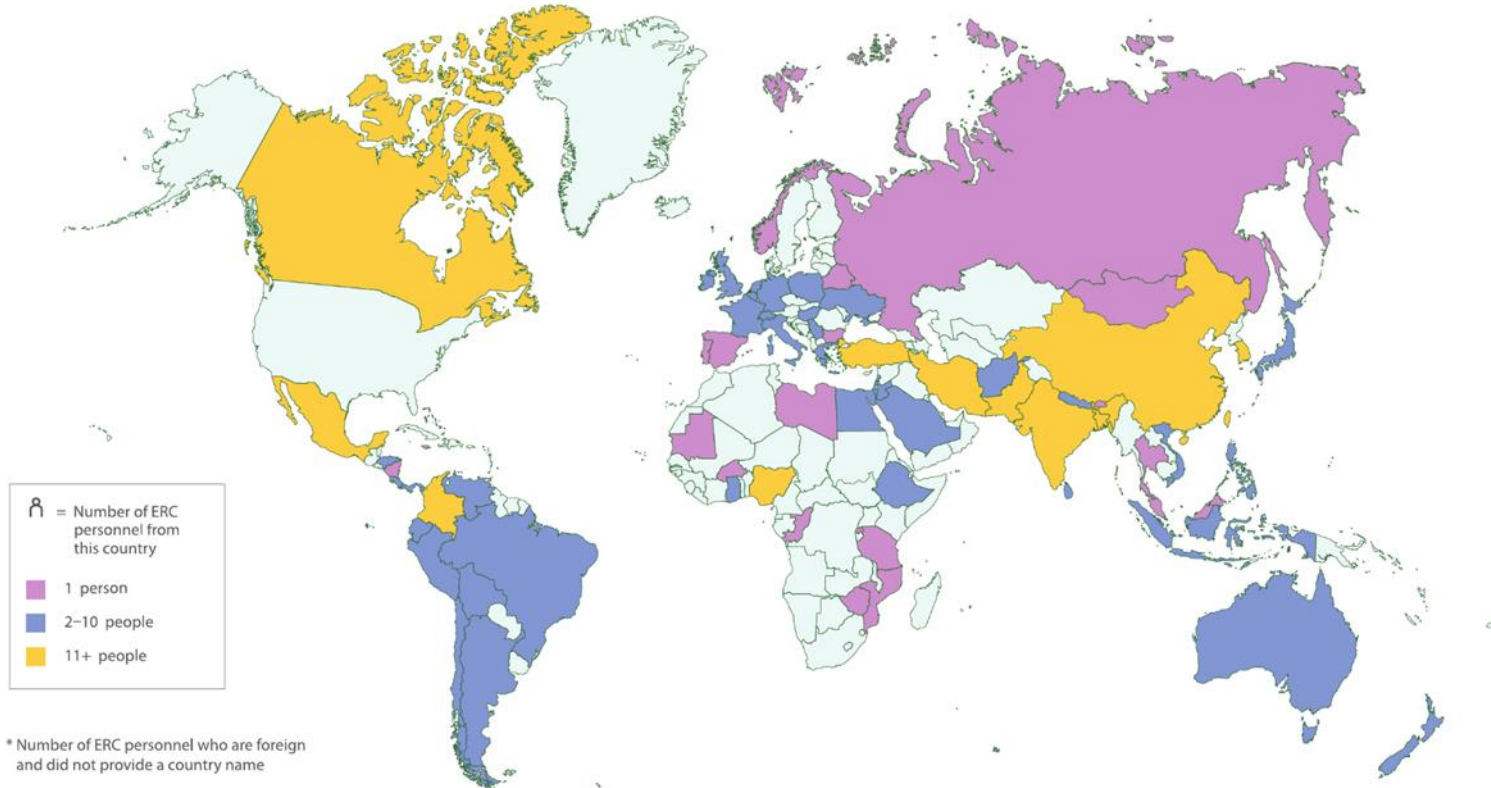 = Number of ERC
personnel from
this country
1 person
2–10 people
11+ people
* Number of ERC personnel who are foreign
and did not provide a country name